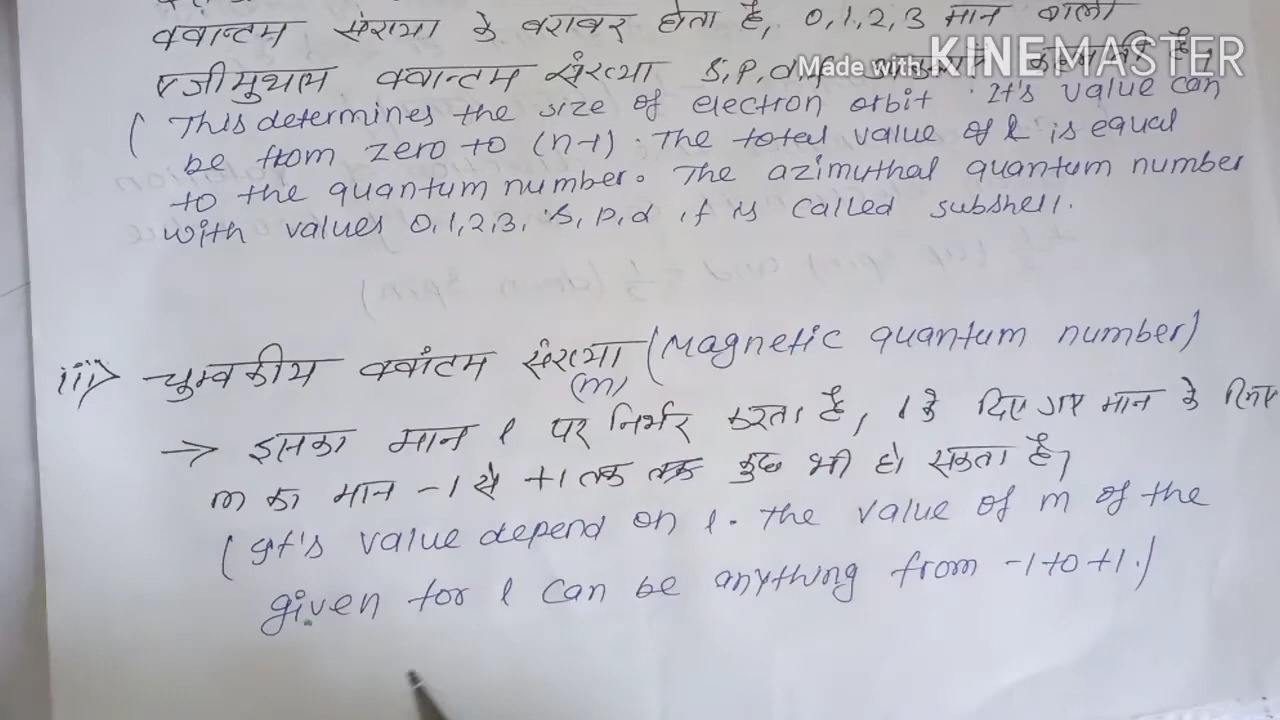 क्वान्टम संख्या के बराबर होता है, 0,1,2,3 मान वाला
एजीमुथाल क्वान्टम संख्या s,p,d,f है।
Made with KINEMASTER
( This determines the size of electron orbit. It's value can
be from zero to (n-1). The total value of l is equal
to the quantum number. The azimuthal quantum number
with values 0,1,2,3, s,p,d,f is called subshell.
iii) चुम्बकीय क्वांटम संख्या (Magnetic quantum number)
(m)
→ इसका मान l पर निर्भर करता है, l के दिए गए मान के लिए
m का मान -l से +l तक तक कुछ भी हो सकता है,
( It's value depend on l. The value of m of the
given for l can be anything from -l to +l.)